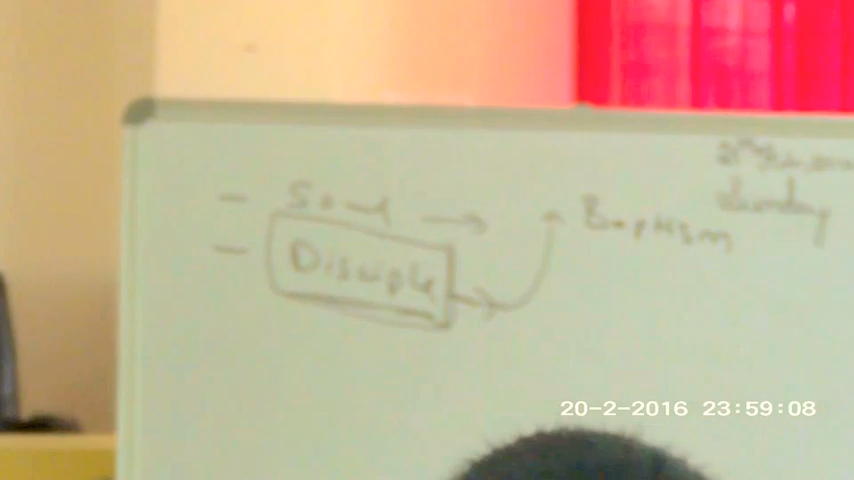 - Soul → Baptism
- Disciple →
Sunday
20-2-2016 23:59:08